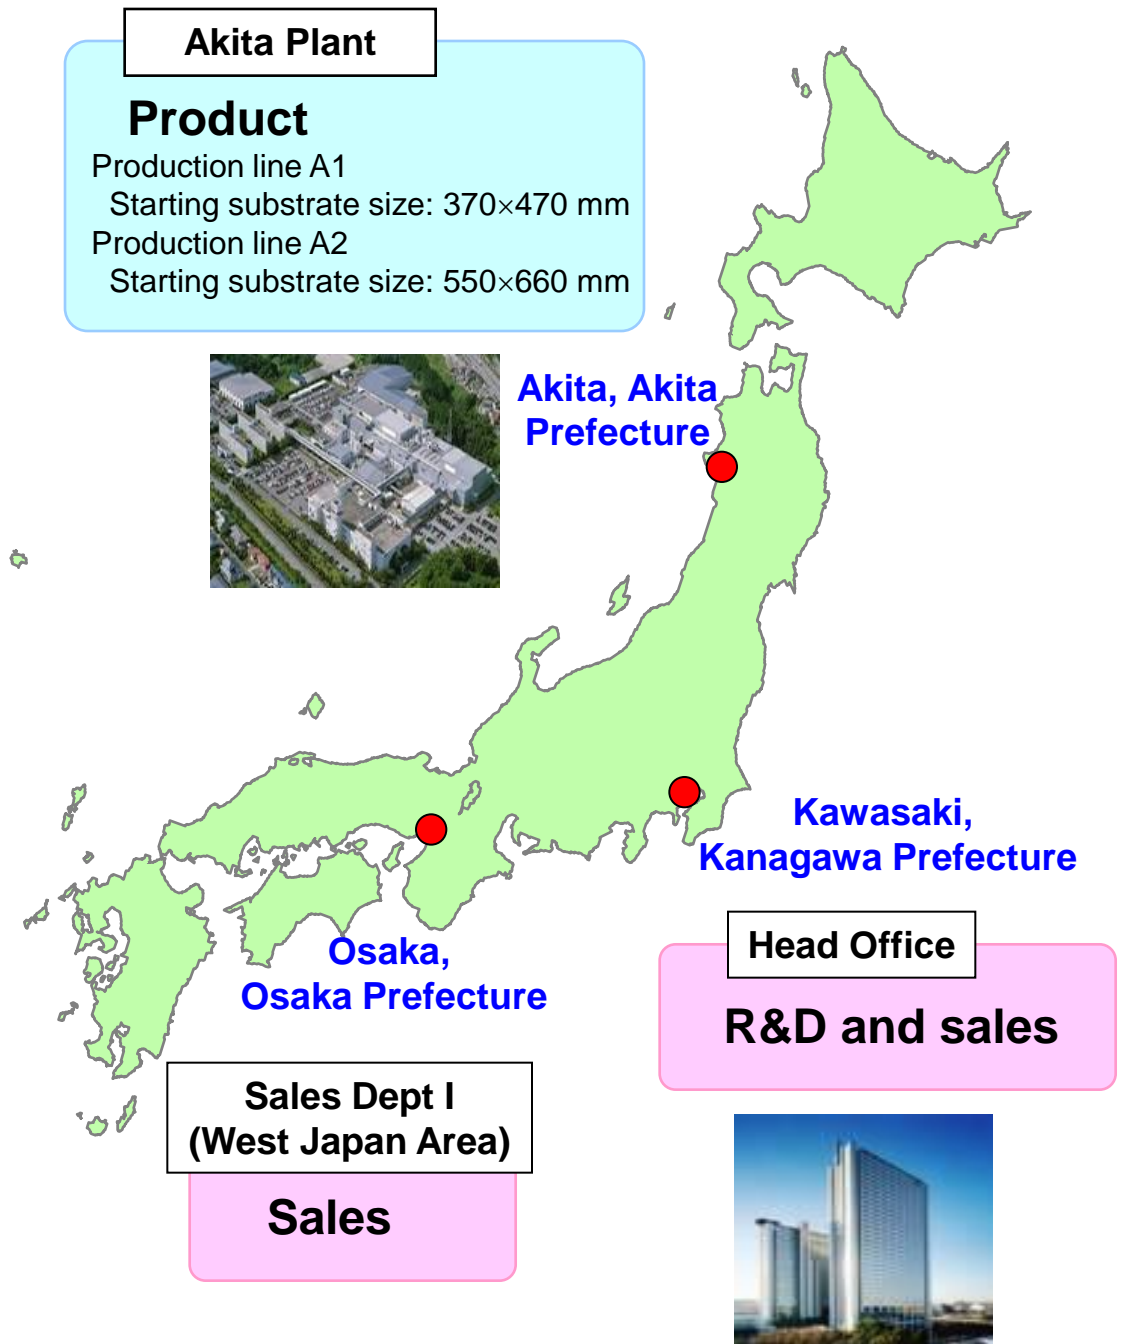 Akita Plant
Product
Production line A1
Starting substrate size: 370×470 mm
Production line A2
Starting substrate size: 550×660 mm
Akita, Akita
Prefecture
Kawasaki,
Kanagawa Prefecture
Osaka,
Osaka Prefecture
Head Office
R&D and sales
Sales Dept I
(West Japan Area)
Sales